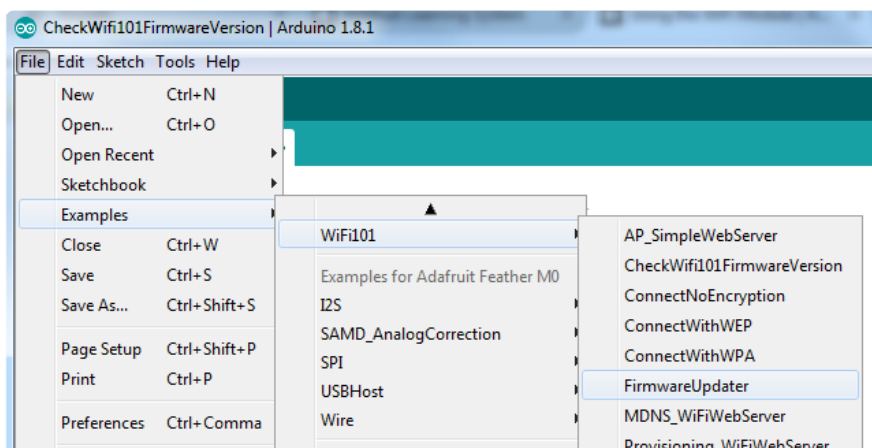 CheckWifi101FirmwareVersion | Arduino 1.8.1
File Edit Sketch Tools Help
New Ctrl+N
Open... Ctrl+O
Open Recent
Sketchbook
Examples
Close Ctrl+W
Save Ctrl+S
Save As... Ctrl+Shift+S
Page Setup Ctrl+Shift+P
Print Ctrl+P
Preferences Ctrl+Comma
WiFi101
Examples for Adafruit Feather M0
I2S
SAMD_AnalogCorrection
SPI
USBHost
Wire
AP_SimpleWebServer
CheckWifi101FirmwareVersion
ConnectNoEncryption
ConnectWithWEP
ConnectWithWPA
FirmwareUpdater
MDNS_WiFiWebServer
Provisioning_WiFiWebServer